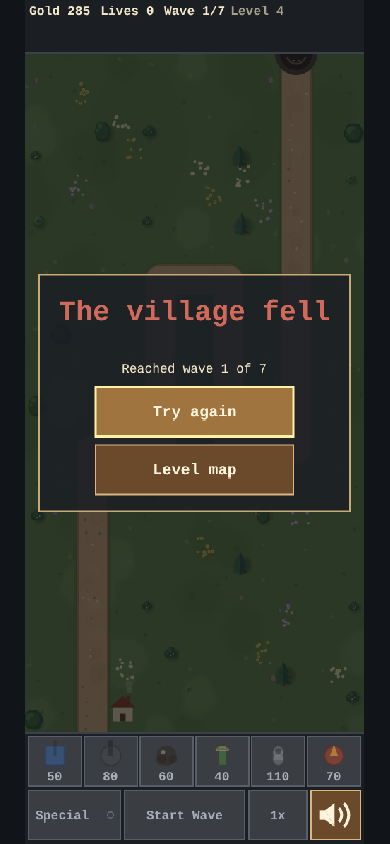 Gold 285 Lives 0 Wave 1/7 Level 4
The village fell
Reached wave 1 of 7
Try again
Level map
50 80 60 40 110 70
Special Start Wave 1x